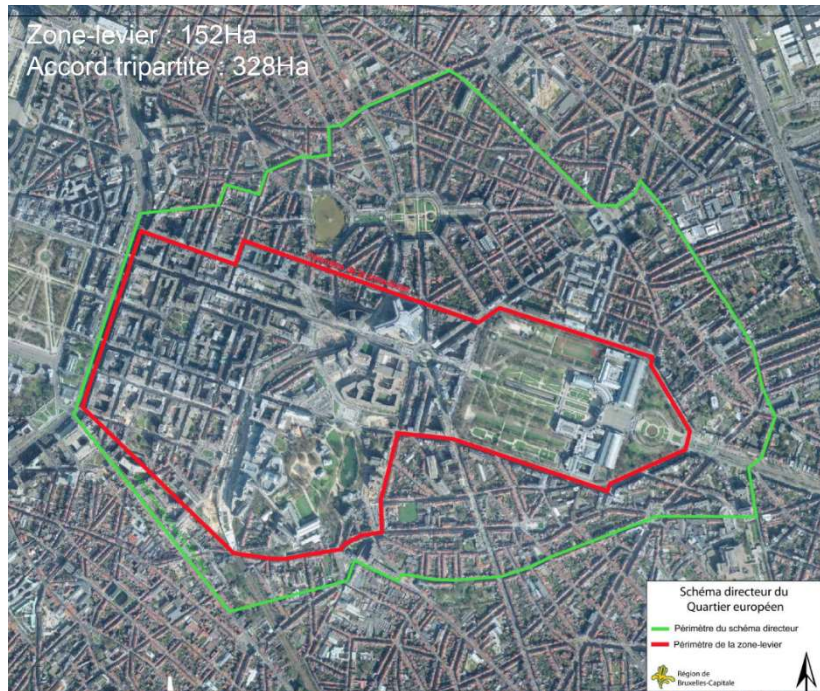 Zone-levier : 152Ha
Accord tripartite : 328Ha
Schéma directeur du
Quartier européen
Périmètre du schéma directeur
Périmètre de la zone-levier
Région de
Bruxelles-Capitale